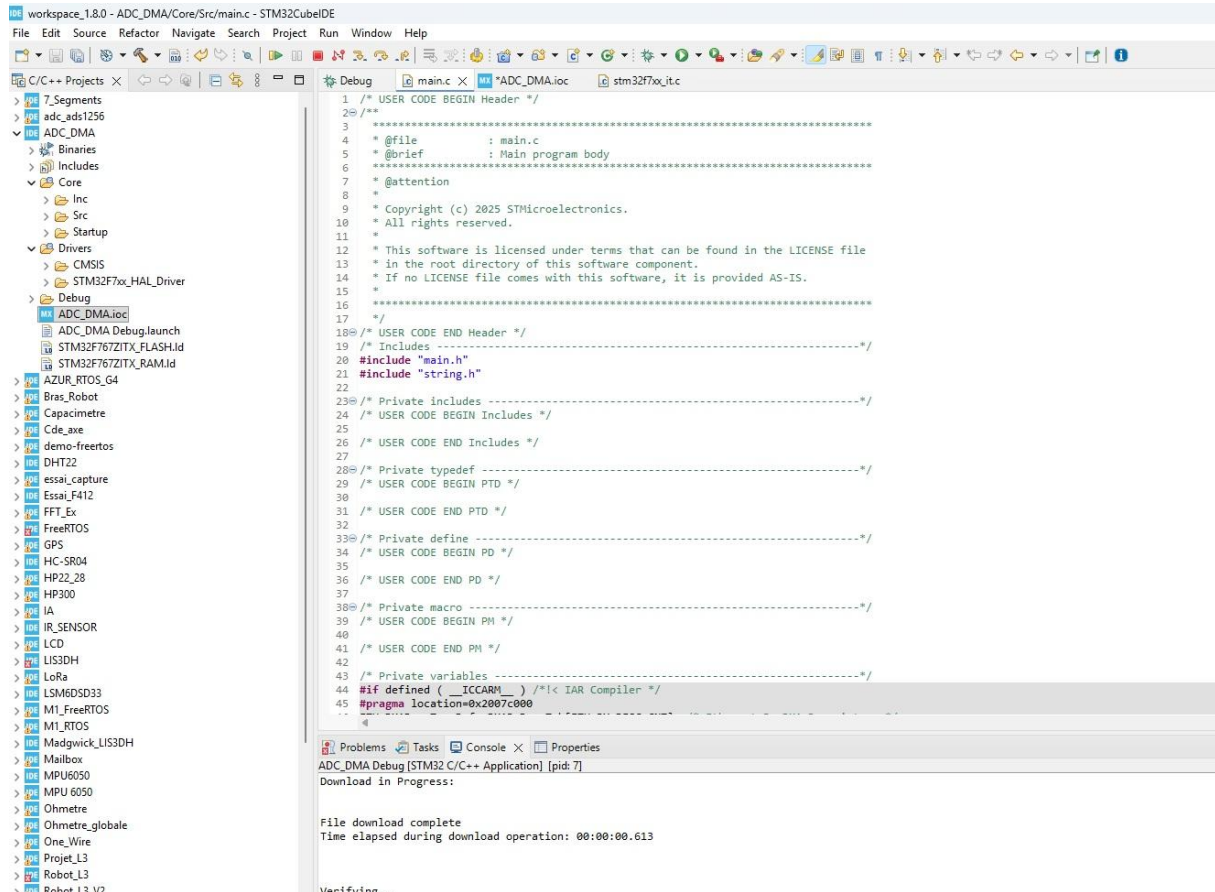 workspace_1.8.0 - ADC_DMA/Core/Src/main.c - STM32CubeIDE
File Edit Source Refactor Navigate Search Project Run Window Help
C/C++ Projects
7_Segments
adc_ads1256
ADC_DMA
Binaries
Includes
Core
Inc
Src
Startup
Drivers
CMSIS
STM32F7xx_HAL_Driver
Debug
ADC_DMA.ioc
ADC_DMA Debug.launch
STM32F767ZITX_FLASH.ld
STM32F767ZITX_RAM.ld
AZUR_RTOS_G4
Bras_Robot
Capacimetre
Cde_axe
demo-freertos
DHT22
essai_capture
Essai_F412
FFT_Ex
FreeRTOS
GPS
HC-SR04
HP22_28
HP300
IA
IR_SENSOR
LCD
LIS3DH
LoRa
LSM6DSD33
M1_FreeRTOS
M1_RTOS
Madgwick_LIS3DH
Mailbox
MPU6050
MPU 6050
Ohmetre
Ohmetre_globale
One_Wire
Projet_L3
Robot_L3
Robot_L3_V2
Debug main.c *ADC_DMA.ioc stm32f7xx_it.c
1 /* USER CODE BEGIN Header */
2 /**
3 ******************************************************************************
4 * @file : main.c
5 * @brief : Main program body
6 ******************************************************************************
7 * @attention
8 *
9 * Copyright (c) 2025 STMicroelectronics.
10 * All rights reserved.
11 *
12 * This software is licensed under terms that can be found in the LICENSE file
13 * in the root directory of this software component.
14 * If no LICENSE file comes with this software, it is provided AS-IS.
15 *
16 ******************************************************************************
17 */
18 /* USER CODE END Header */
19 /* Includes ------------------------------------------------------------------*/
20 #include "main.h"
21 #include "string.h"
22
23 /* Private includes ----------------------------------------------------------*/
24 /* USER CODE BEGIN Includes */
25
26 /* USER CODE END Includes */
27
28 /* Private typedef -----------------------------------------------------------*/
29 /* USER CODE BEGIN PTD */
30
31 /* USER CODE END PTD */
32
33 /* Private define ------------------------------------------------------------*/
34 /* USER CODE BEGIN PD */
35
36 /* USER CODE END PD */
37
38 /* Private macro -------------------------------------------------------------*/
39 /* USER CODE BEGIN PM */
40
41 /* USER CODE END PM */
42
43 /* Private variables ---------------------------------------------------------*/
44 #if defined ( __ICCARM__ ) /*!< IAR Compiler */
45 #pragma location=0x2007c000
Problems Tasks Console Properties
ADC_DMA Debug [STM32 C/C++ Application] [pid: 7]
Download in Progress:
File download complete
Time elapsed during download operation: 00:00:00.613
Verifying...